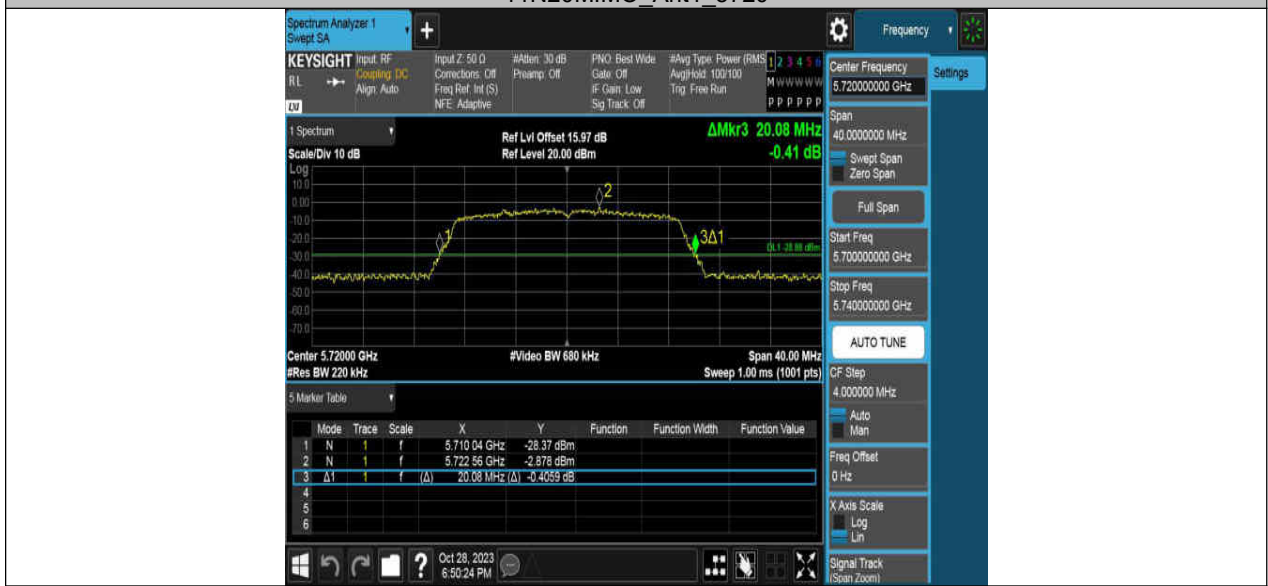 Spectrum Analyzer 1
Swept SA
+
Frequency
KEYSIGHT
RL
LXI
Input: RF
Coupling: DC
Align: Auto
Input Z: 50 Ω
Corrections: Off
Freq Ref: Int (S)
NFE: Adaptive
#Atten: 30 dB
Preamp: Off
PNO: Best Wide
Gate: Off
IF Gain: Low
Sig Track: Off
#Avg Type: Power (RMS
Avg|Hold: 100/100
Trig: Free Run
1 2 3 4 5 6
M W W W W W
P P P P P P
Center Frequency
5.720000000 GHz
Settings
1 Spectrum
Scale/Div 10 dB
Ref Lvl Offset 15.97 dB
Ref Level 20.00 dBm
ΔMkr3 20.08 MHz
-0.41 dB
Log
10.0
0.00
-10.0
-20.0
-30.0
-40.0
-50.0
-60.0
-70.0
1
2
3Δ1
DL1 -28.88 dBm
Center 5.72000 GHz
#Res BW 220 kHz
#Video BW 680 kHz
Span 40.00 MHz
Sweep 1.00 ms (1001 pts)
Span
40.0000000 MHz
Swept Span
Zero Span
Full Span
Start Freq
5.700000000 GHz
Stop Freq
5.740000000 GHz
AUTO TUNE
CF Step
4.000000 MHz
Auto
Man
Freq Offset
0 Hz
X Axis Scale
Log
Lin
Signal Track
(Span Zoom)
5 Marker Table
Mode Trace Scale X Y Function Function Width Function Value
1 N 1 f 5.710 04 GHz -28.37 dBm
2 N 1 f 5.722 56 GHz -2.878 dBm
3 Δ1 1 f (Δ) 20.08 MHz (Δ) -0.4059 dB
4
5
6
?
Oct 28, 2023
6:50:24 PM